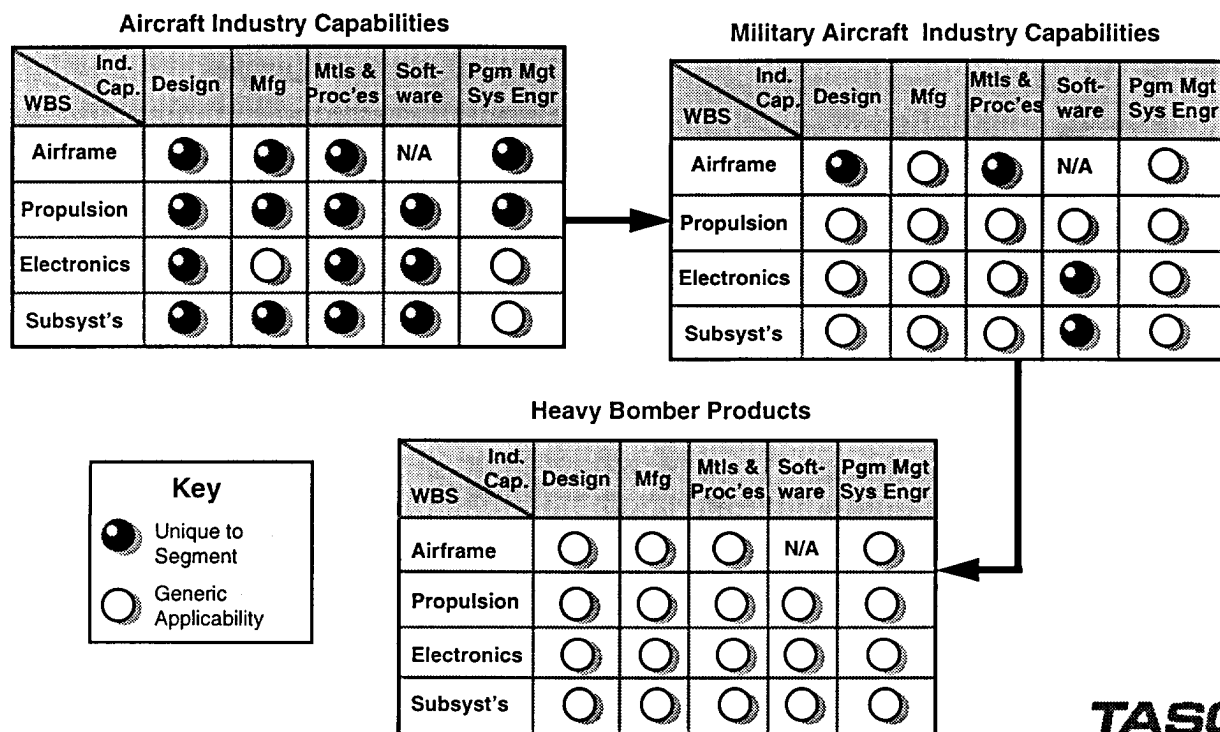 Aircraft Industry Capabilities
Ind.
Cap.
WBS
Design
Mfg
Mtls &
Proc'es
Soft-
ware
Pgm Mgt
Sys Engr
Airframe
N/A
Propulsion
Electronics
Subsyst's
Military Aircraft Industry Capabilities
Ind.
Cap.
WBS
Design
Mfg
Mtls &
Proc'es
Soft-
ware
Pgm Mgt
Sys Engr
Airframe
N/A
Propulsion
Electronics
Subsyst's
Heavy Bomber Products
Ind.
Cap.
WBS
Design
Mfg
Mtls &
Proc'es
Soft-
ware
Pgm Mgt
Sys Engr
Airframe
N/A
Propulsion
Electronics
Subsyst's
Key
Unique to
Segment
Generic
Applicability